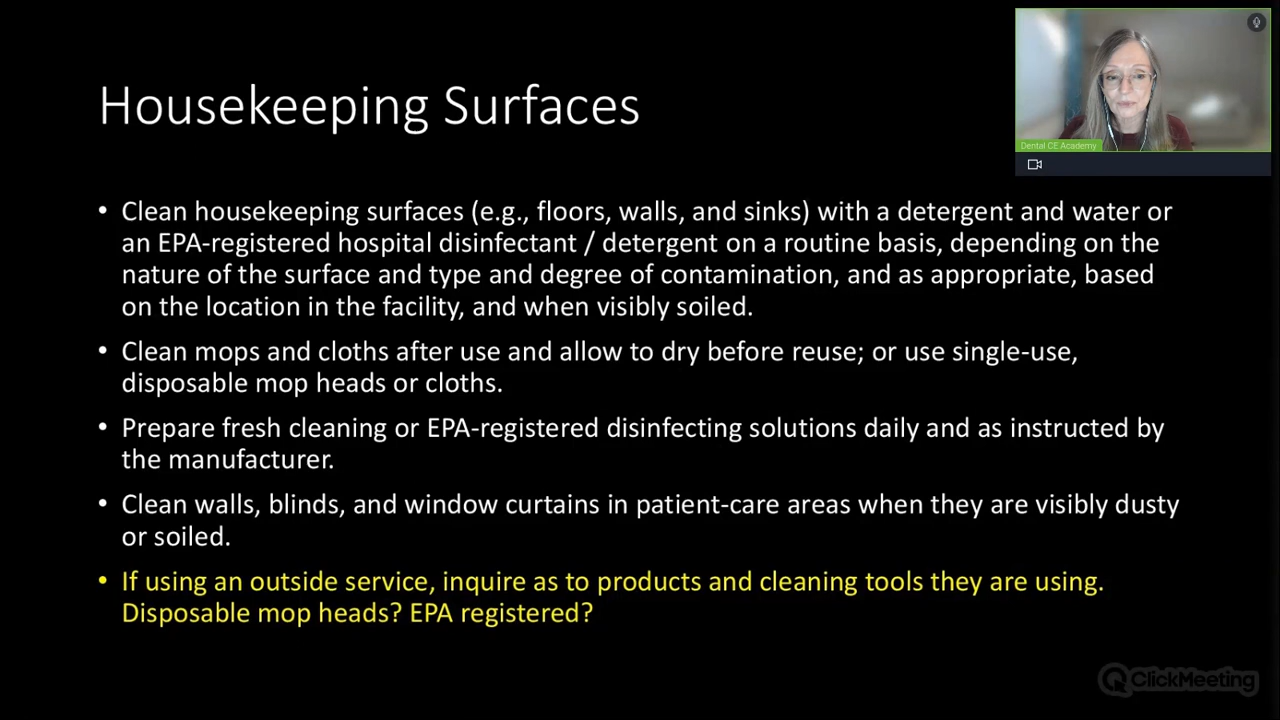 Housekeeping Surfaces
Dental CE Academy
• Clean housekeeping surfaces (e.g., floors, walls, and sinks) with a detergent and water or
an EPA-registered hospital disinfectant / detergent on a routine basis, depending on the
nature of the surface and type and degree of contamination, and as appropriate, based
on the location in the facility, and when visibly soiled.
• Clean mops and cloths after use and allow to dry before reuse; or use single-use,
disposable mop heads or cloths.
• Prepare fresh cleaning or EPA-registered disinfecting solutions daily and as instructed by
the manufacturer.
• Clean walls, blinds, and window curtains in patient-care areas when they are visibly dusty
or soiled.
• If using an outside service, inquire as to products and cleaning tools they are using.
Disposable mop heads? EPA registered?
ClickMeeting